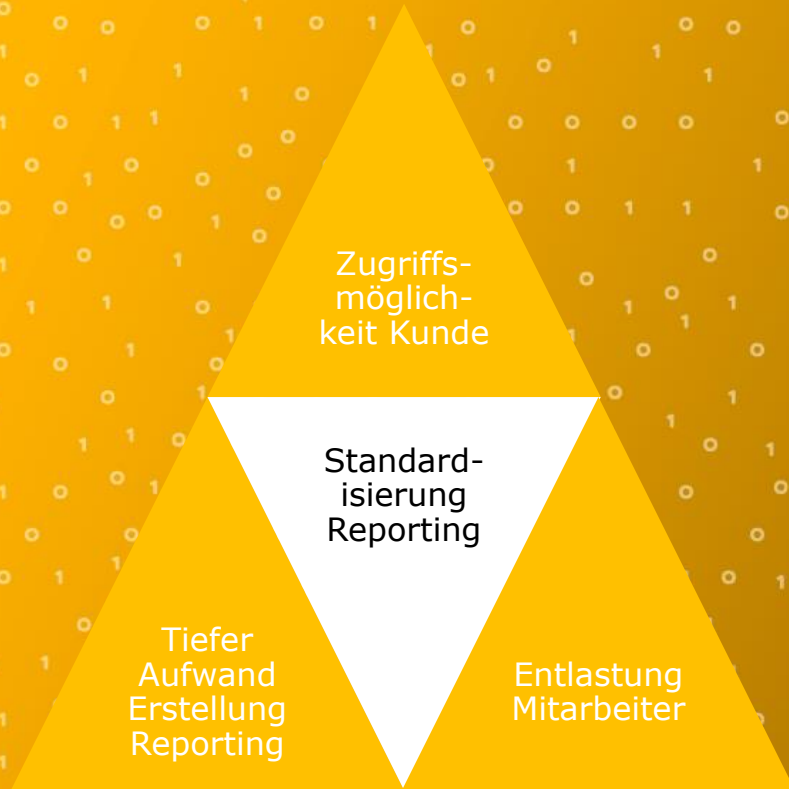 Zugriffs-
möglich-
keit Kunde
Standard-
isierung
Reporting
Tiefer
Aufwand
Erstellung
Reporting
Entlastung
Mitarbeiter